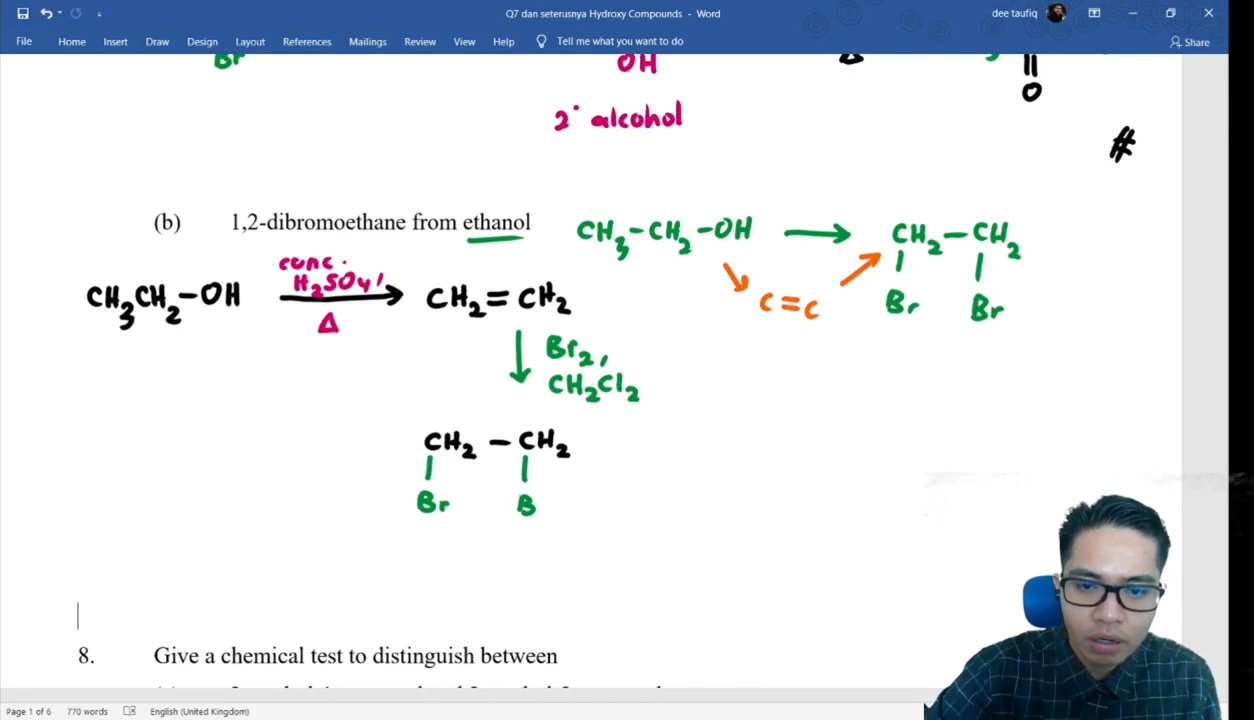 Q7 dan seterusnya Hydroxy Compounds - Word
dee taufiq
File Home Insert Draw Design Layout References Mailings Review View Help Tell me what you want to do Share
Br
OH
O
2° alcohol
#
(b) 1,2-dibromoethane from ethanol
CH3-CH2-OH → CH2-CH2
Br Br
C=C
CH3CH2-OH conc. H2SO4, Δ → CH2=CH2
↓ Br2,
CH2Cl2
CH2-CH2
Br B
8. Give a chemical test to distinguish between
Page 1 of 6 770 words English (United Kingdom)